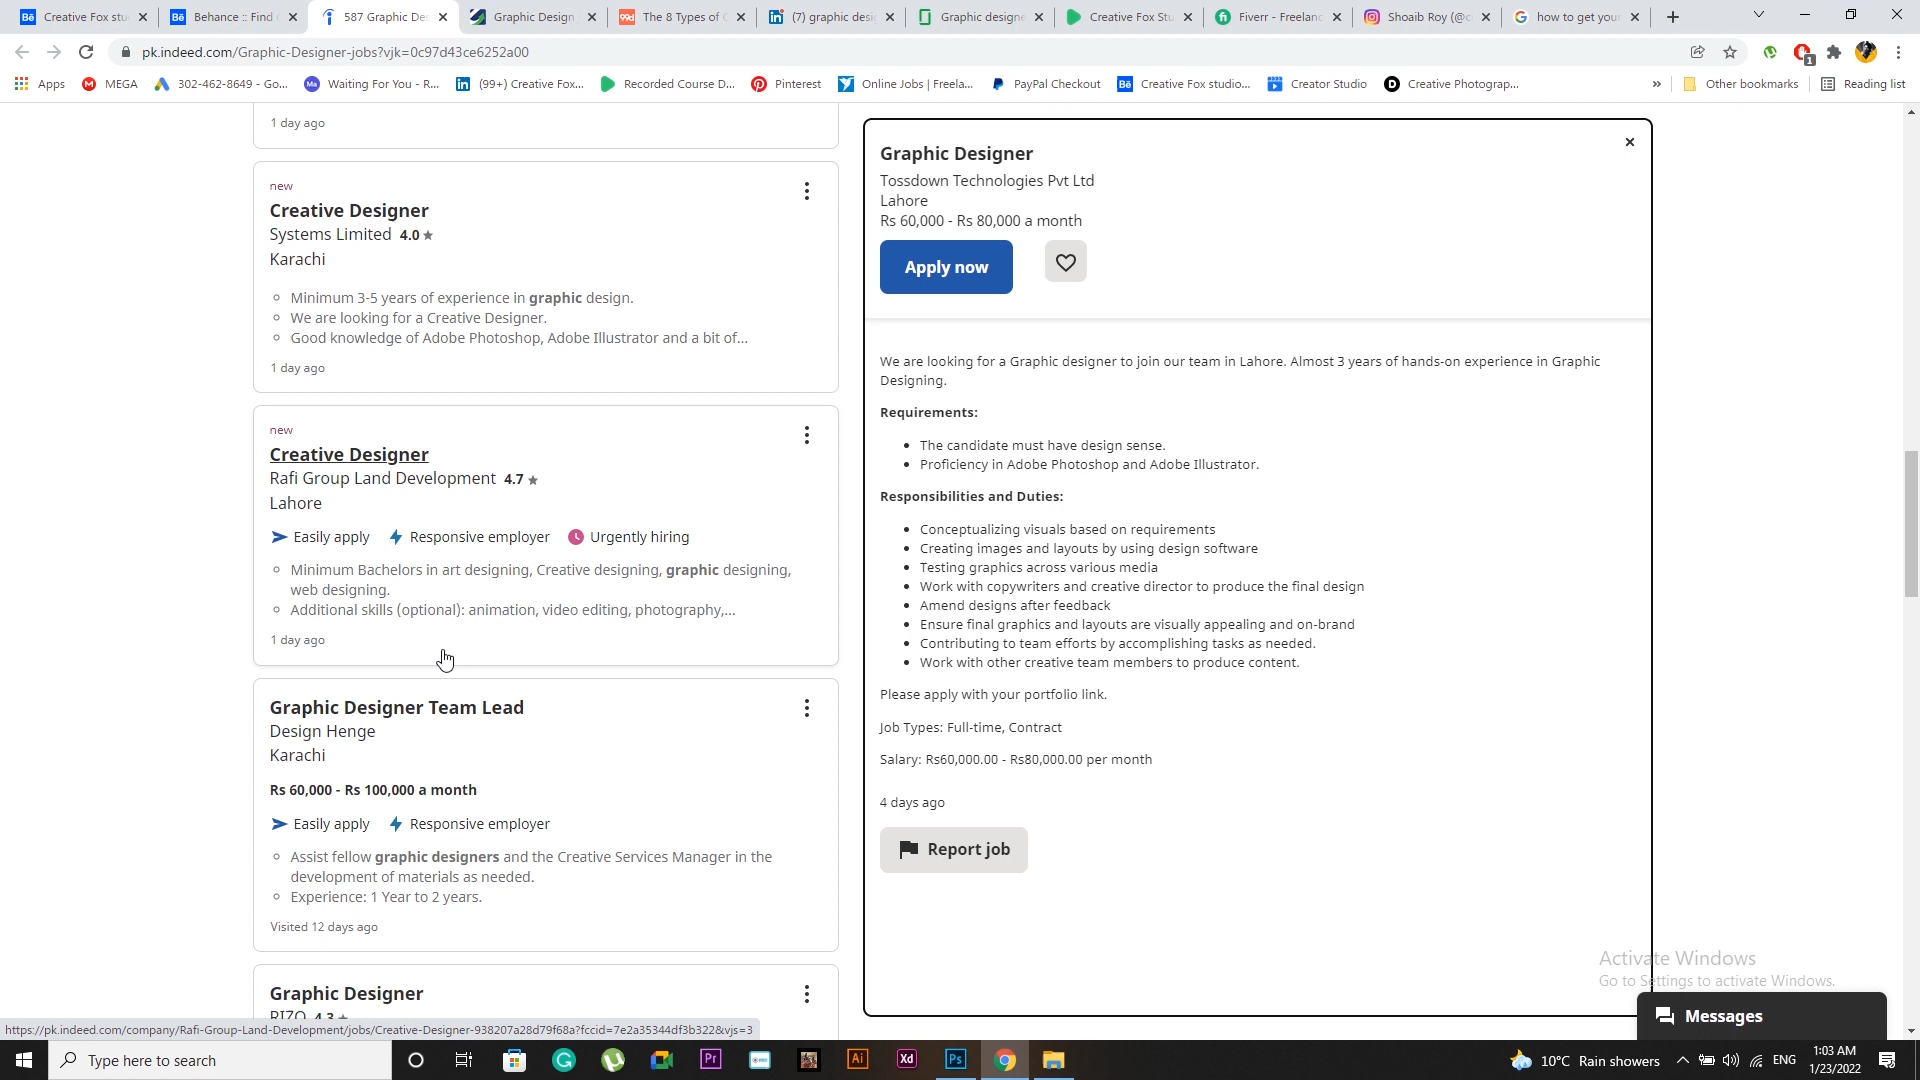 Creative Fox stu
Behance :: Find
587 Graphic De
Graphic Design
The 8 Types of
(7) graphic desi
Graphic designe
Creative Fox Stu
Fiverr - Freelanc
Shoaib Roy (@c
how to get your
pk.indeed.com/Graphic-Designer-jobs?vjk=0c97d43ce6252a00
Apps
MEGA
302-462-8649 - Go...
Waiting For You - R...
(99+) Creative Fox...
Recorded Course D...
Pinterest
Online Jobs | Freela...
PayPal Checkout
Creative Fox studio...
Creator Studio
Creative Photograp...
»
Other bookmarks
Reading list
1 day ago
new
Creative Designer
Systems Limited 4.0
Karachi
Minimum 3-5 years of experience in graphic design.
We are looking for a Creative Designer.
Good knowledge of Adobe Photoshop, Adobe Illustrator and a bit of...
1 day ago
new
Creative Designer
Rafi Group Land Development 4.7
Lahore
Easily apply Responsive employer Urgently hiring
Minimum Bachelors in art designing, Creative designing, graphic designing,
web designing.
Additional skills (optional): animation, video editing, photography,...
1 day ago
Graphic Designer Team Lead
Design Henge
Karachi
Rs 60,000 - Rs 100,000 a month
Easily apply Responsive employer
Assist fellow graphic designers and the Creative Services Manager in the
development of materials as needed.
Experience: 1 Year to 2 years.
Visited 12 days ago
Graphic Designer
RIZO 4.3
https://pk.indeed.com/company/Rafi-Group-Land-Development/jobs/Creative-Designer-938207a28d79f68a?fccid=7e2a35344df3b322&vjs=3
Graphic Designer
Tossdown Technologies Pvt Ltd
Lahore
Rs 60,000 - Rs 80,000 a month
Apply now
We are looking for a Graphic designer to join our team in Lahore. Almost 3 years of hands-on experience in Graphic
Designing.
Requirements:
The candidate must have design sense.
Proficiency in Adobe Photoshop and Adobe Illustrator.
Responsibilities and Duties:
Conceptualizing visuals based on requirements
Creating images and layouts by using design software
Testing graphics across various media
Work with copywriters and creative director to produce the final design
Amend designs after feedback
Ensure final graphics and layouts are visually appealing and on-brand
Contributing to team efforts by accomplishing tasks as needed.
Work with other creative team members to produce content.
Please apply with your portfolio link.
Job Types: Full-time, Contract
Salary: Rs60,000.00 - Rs80,000.00 per month
4 days ago
Report job
Activate Windows
Go to Settings to activate Windows.
Messages
Type here to search
Pr
Ai
Xd
Ps
10°C Rain showers
ENG
1:03 AM
1/23/2022